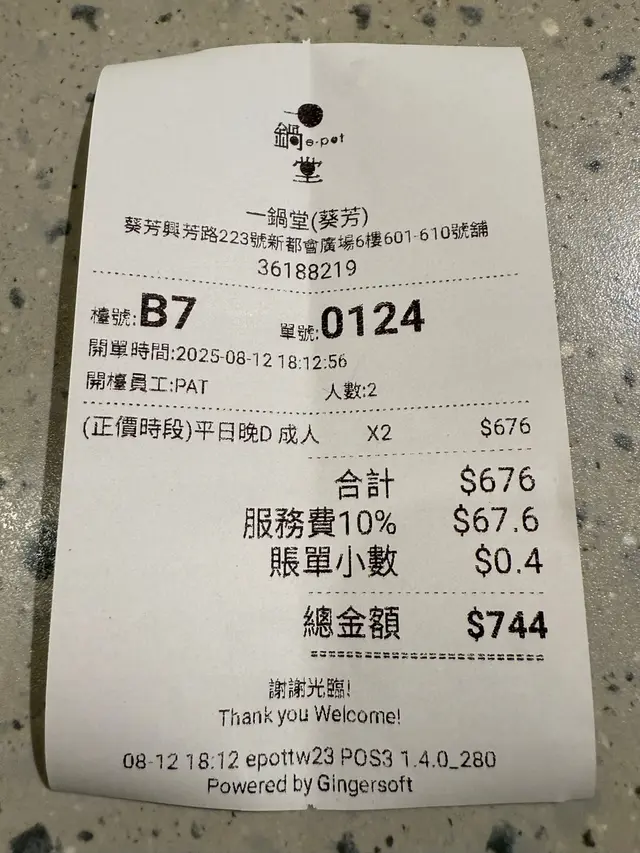 一
鍋 e-pot
堂
一鍋堂(葵芳)
葵芳興芳路223號新都會廣場6樓601-610號舖
36188219
檯號:B7 單號:0124
開單時間:2025-08-12 18:12:56
開檯員工:PAT 人數:2
(正價時段)平日晚D 成人 X2 $676
合計 $676
服務費10% $67.6
賬單小數 $0.4
總金額 $744
謝謝光臨!
Thank you Welcome!
08-12 18:12 epottw23 POS3 1.4.0_280
Powered by Gingersoft